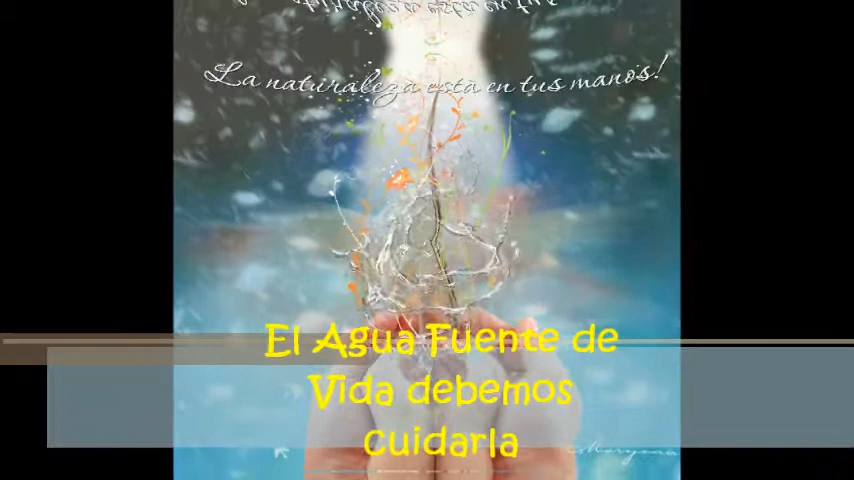 La naturaleza está en tus manos!
El Agua Fuente de
Vida debemos
cuidarla